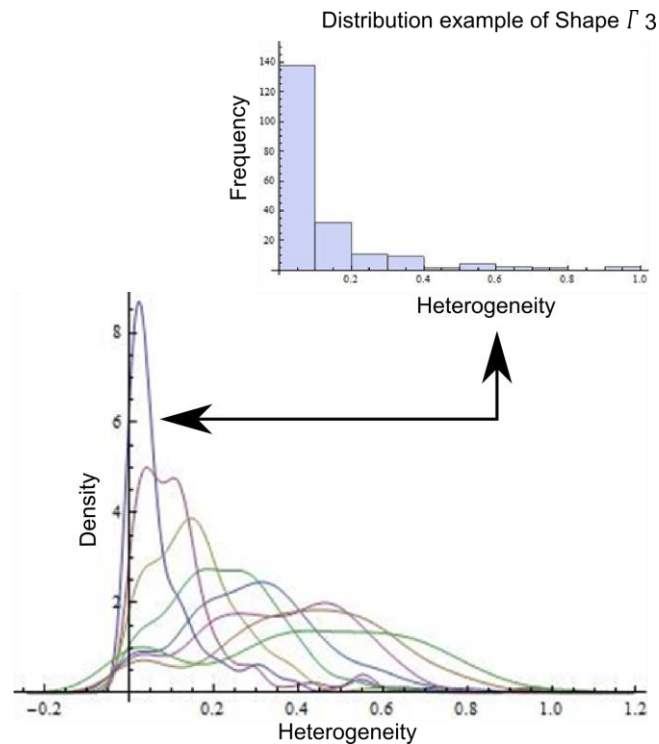 Distribution example of Shape Γ 3
140
120
100
80
60
40
20
Frequency
0.2 0.4 0.6 0.8 1.0
Heterogeneity
8
6
4
2
Density
−0.2 0.2 0.4 0.6 0.8 1.0 1.2
Heterogeneity